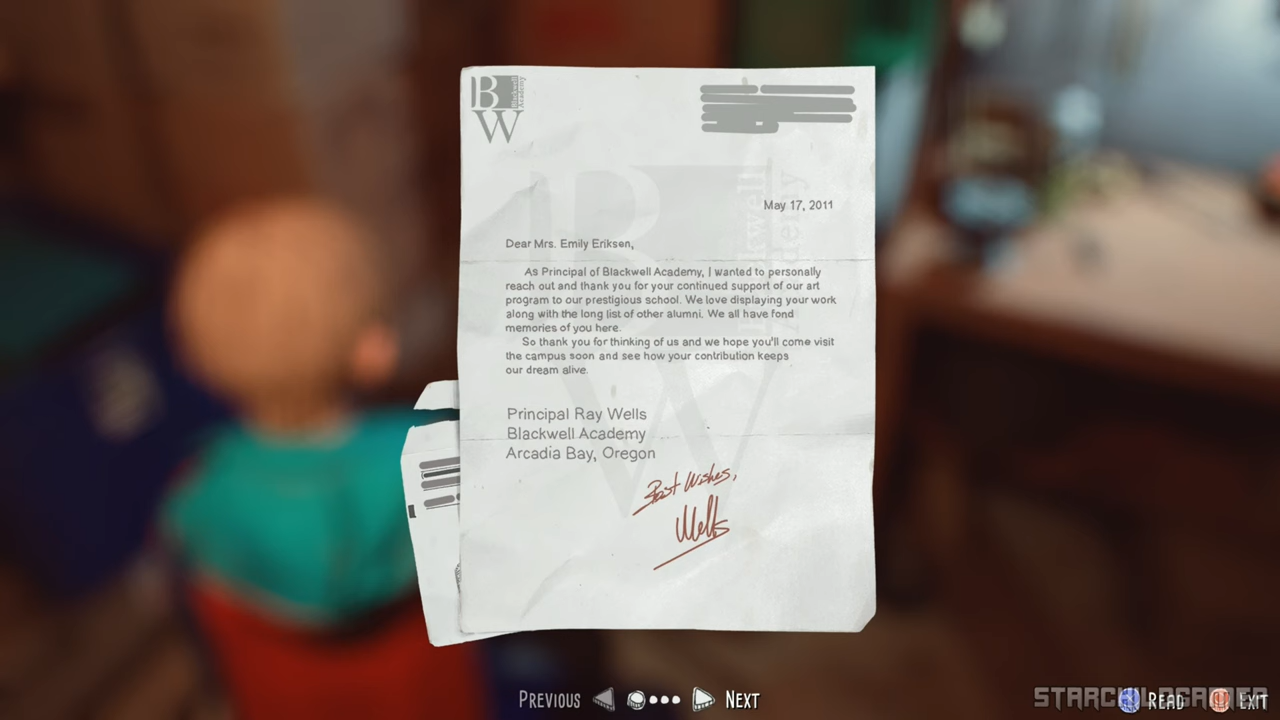 B
Blackwell
Academy
W
May 17, 2011
Dear Mrs. Emily Eriksen,
As Principal of Blackwell Academy, I wanted to personally
reach out and thank you for your continued support of our art
program to our prestigious school. We love displaying your work
along with the long list of other alumni. We all have fond
memories of you here.
So thank you for thinking of us and we hope you'll come visit
the campus soon and see how your contribution keeps
our dream alive.
Principal Ray Wells
Blackwell Academy
Arcadia Bay, Oregon
Best Wishes,
Wells
PREVIOUS NEXT
READ EXIT
STARCHILDGAMER